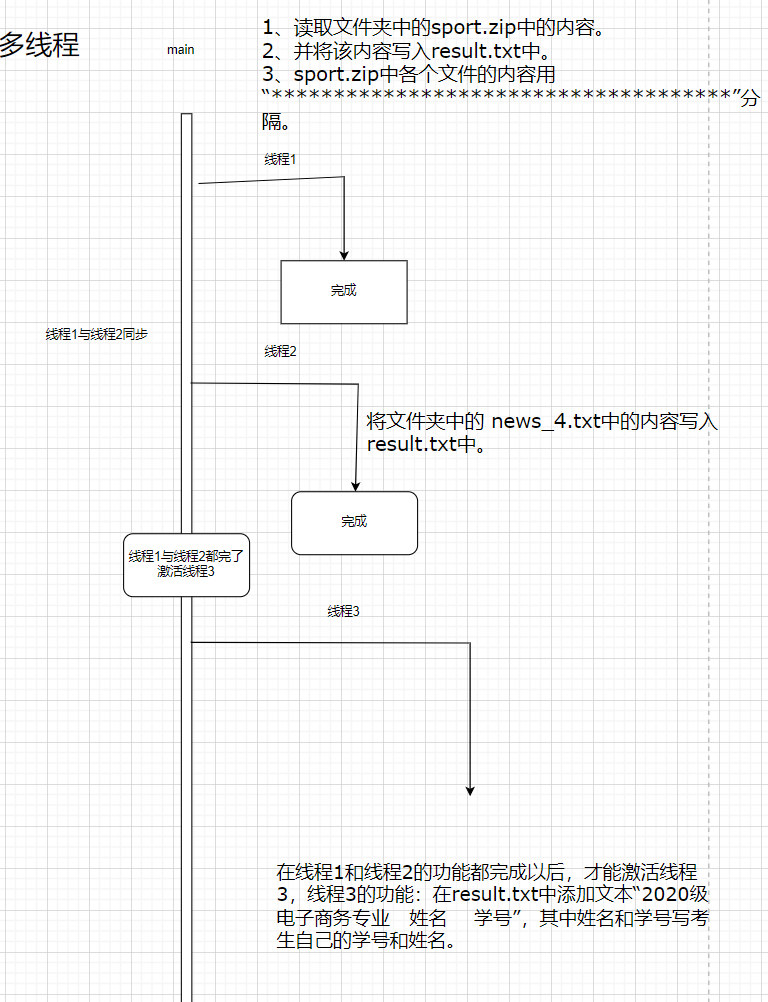 多线程
main
1、读取文件夹中的sport.zip中的内容。
2、并将该内容写入result.txt中。
3、sport.zip中各个文件的内容用
“*************************************”分
隔。
线程1
完成
线程1与线程2同步
线程2
将文件夹中的 news_4.txt中的内容写入
result.txt中。
完成
线程1与线程2都完了
激活线程3
线程3
在线程1和线程2的功能都完成以后，才能激活线程
3，线程3的功能：在result.txt中添加文本“2020级
电子商务专业 姓名 学号”，其中姓名和学号写考
生自己的学号和姓名。